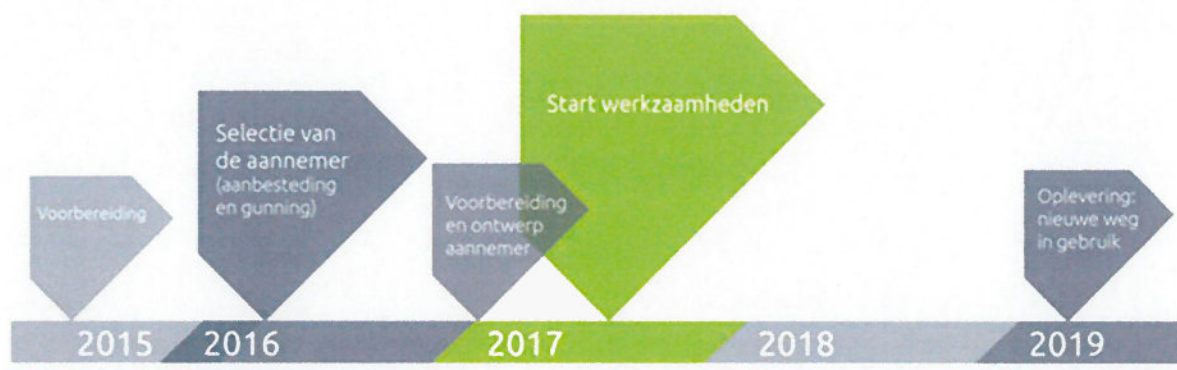 Voorbereiding
Selectie van
de aannemer
(aanbesteding
en gunning)
Voorbereiding
en ontwerp
aannemer
Start werkzaamheden
Oplevering:
nieuwe weg
in gebruik
2015
2016
2017
2018
2019